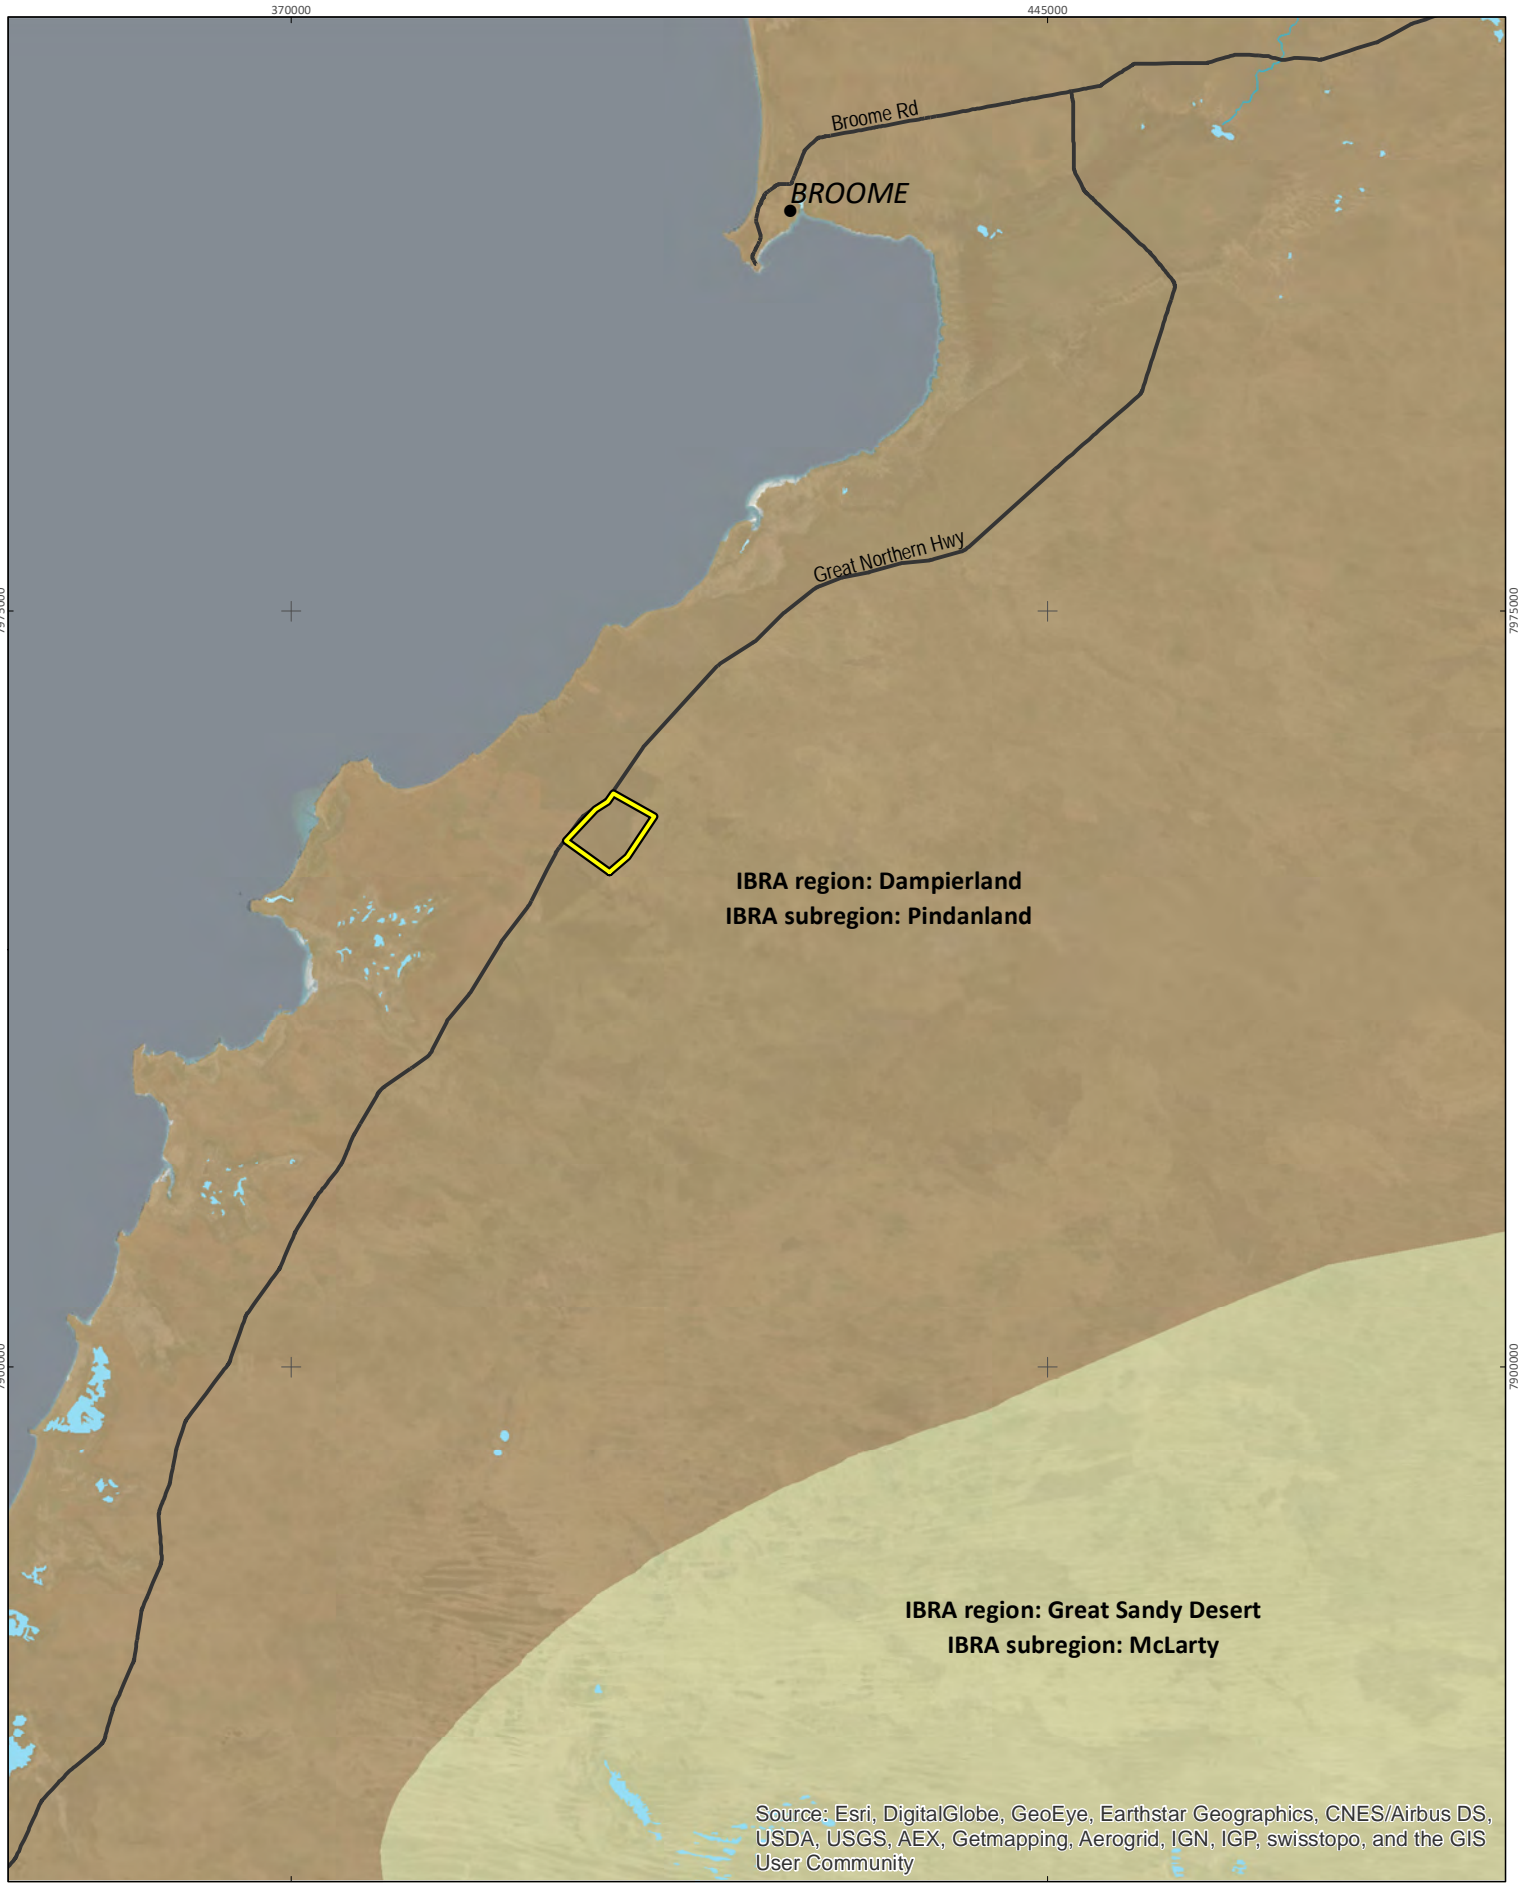 370000
445000
Broome Rd
BROOME
Great Northern Hwy
7975000
IBRA region: Dampierland
IBRA subregion: Pindanland
7900000
IBRA region: Great Sandy Desert
IBRA subregion: McLarty
Source: Esri, DigitalGlobe, GeoEye, Earthstar Geographics, CNES/Airbus DS,
USDA, USGS, AEX, Getmapping, Aerogrid, IGN, IGP, swisstopo, and the GIS
User Community